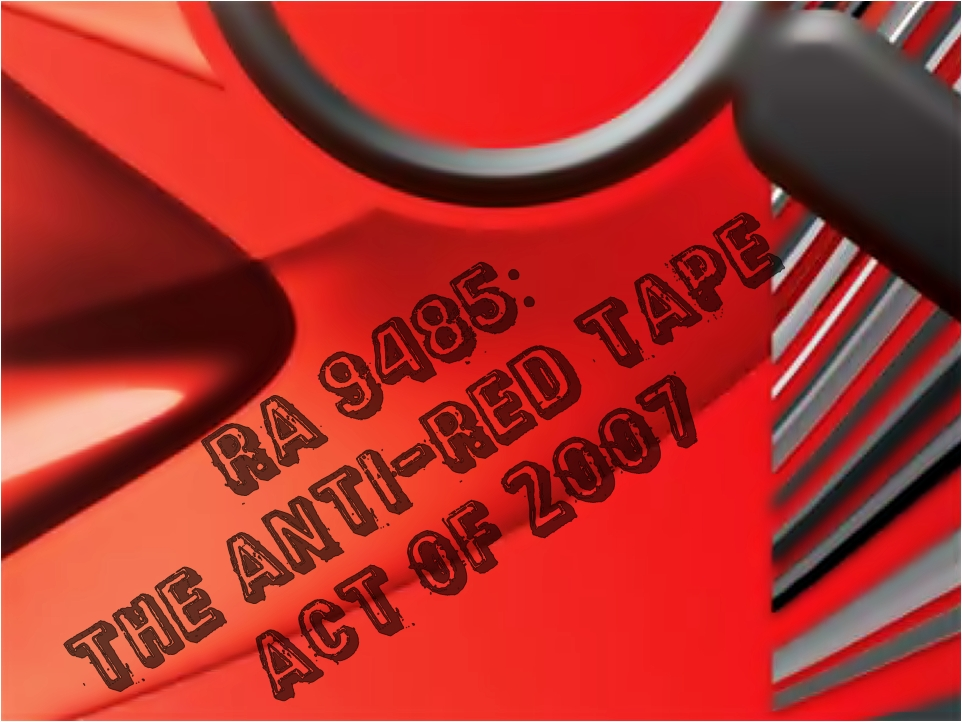 RA 9485:
THE ANTI-RED TAPE
ACT OF 2007